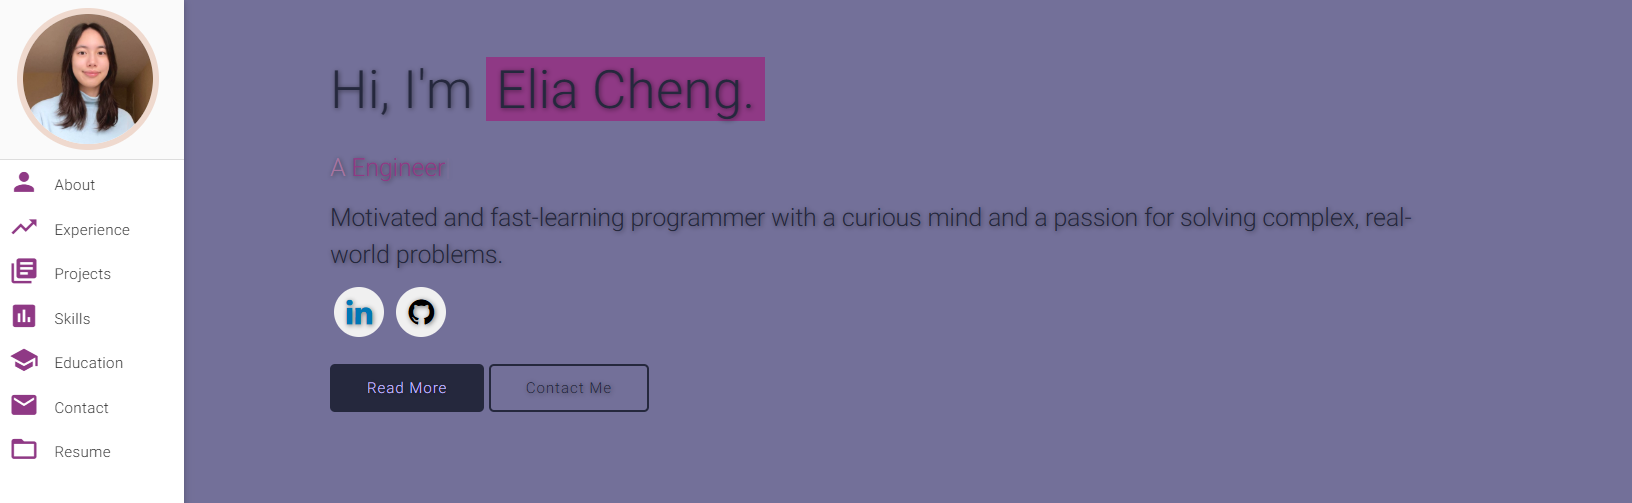 About
Experience
Projects
Skills
Education
Contact
Resume
Hi, I'm Elia Cheng.
A Engineer
Motivated and fast-learning programmer with a curious mind and a passion for solving complex, real-
world problems.
in
Read More
Contact Me